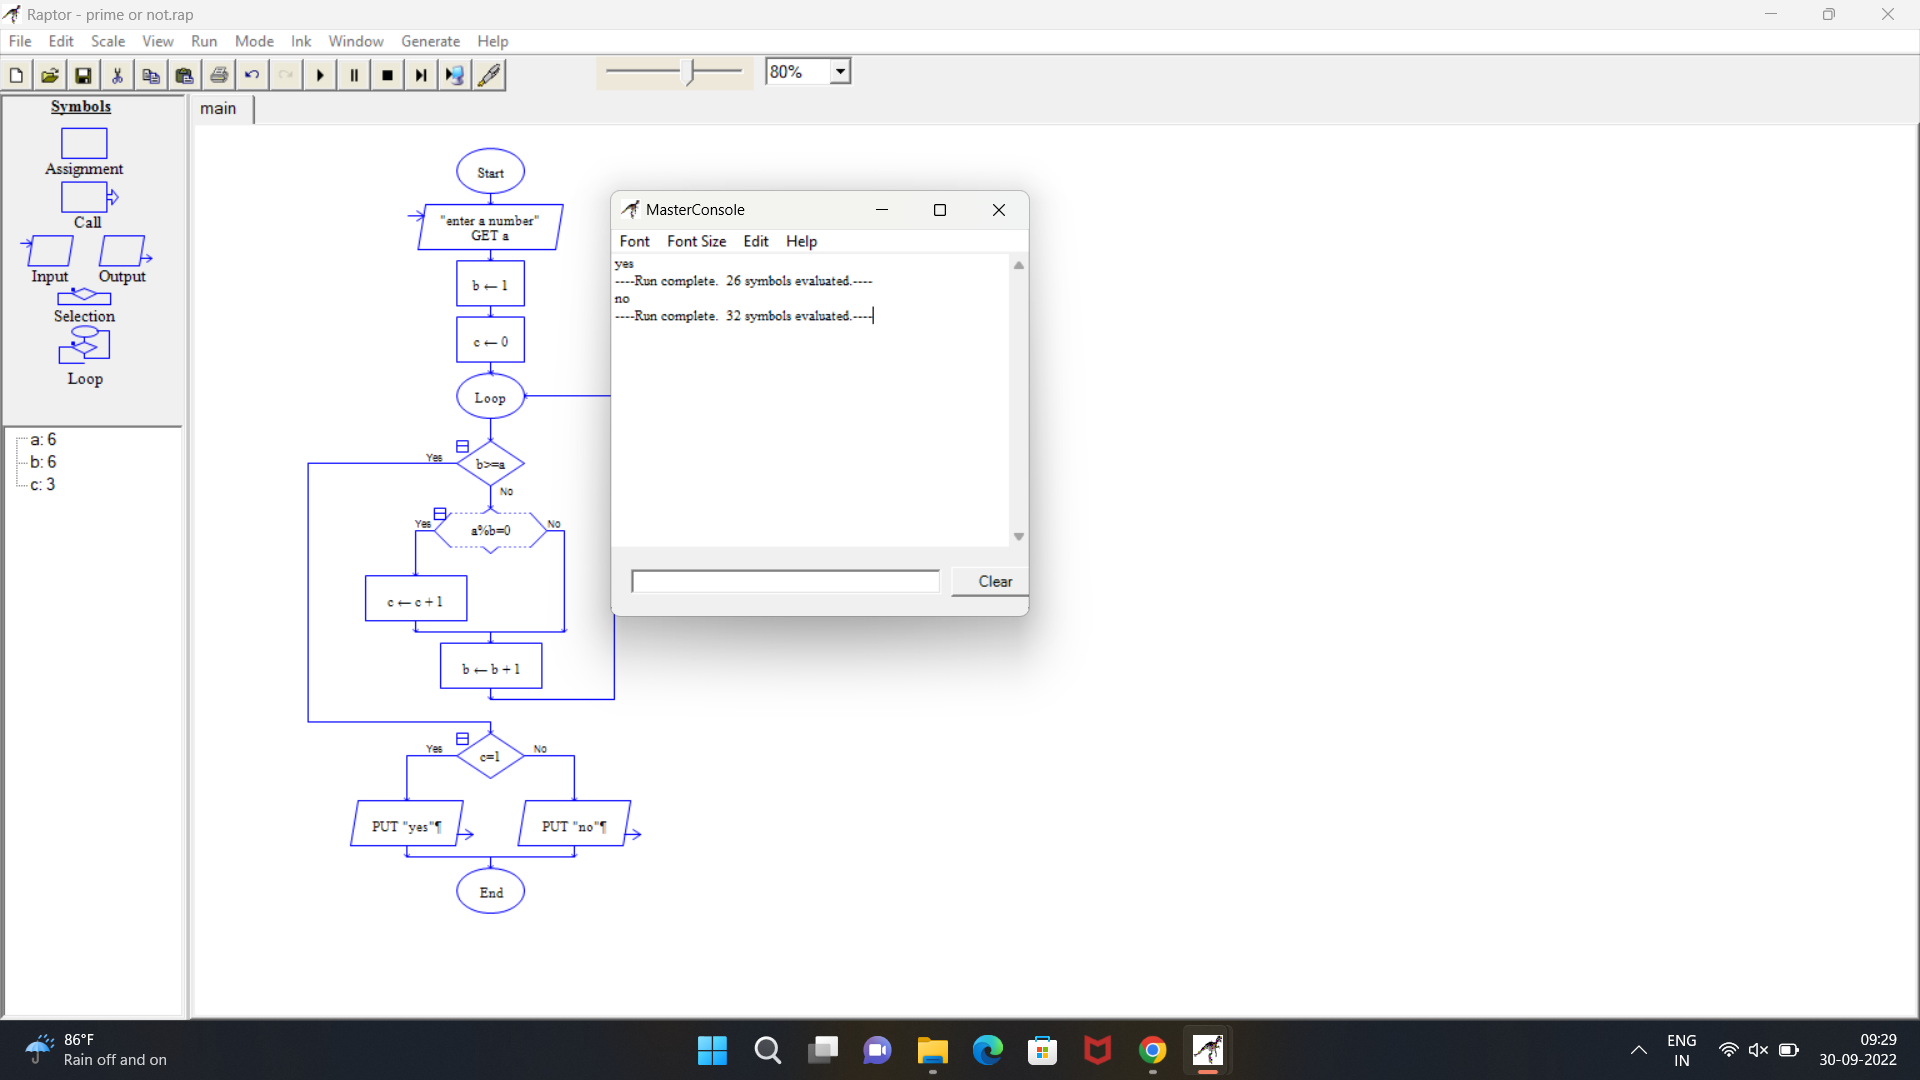 Raptor - prime or not.rap
File Edit Scale View Run Mode Ink Window Generate Help
80%
Symbols
Assignment
Call
Input Output
Selection
Loop
a: 6
b: 6
c: 3
main
Start
"enter a number"
GET a
b ← 1
c ← 0
Loop
Yes
b>=a
No
Yes
a%b=0
No
c ← c + 1
b ← b + 1
Yes
c=1
No
PUT "yes"¶
PUT "no"¶
End
MasterConsole
Font Font Size Edit Help
yes
----Run complete. 26 symbols evaluated.----
no
----Run complete. 32 symbols evaluated.----
Clear
86°F
Rain off and on
ENG
IN
09:29
30-09-2022